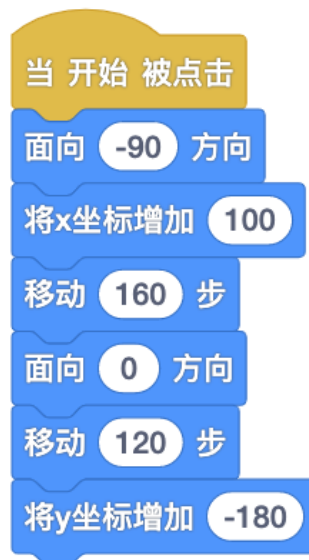 当 开始 被点击
面向 -90 方向
将x坐标增加 100
移动 160 步
面向 0 方向
移动 120 步
将y坐标增加 -180